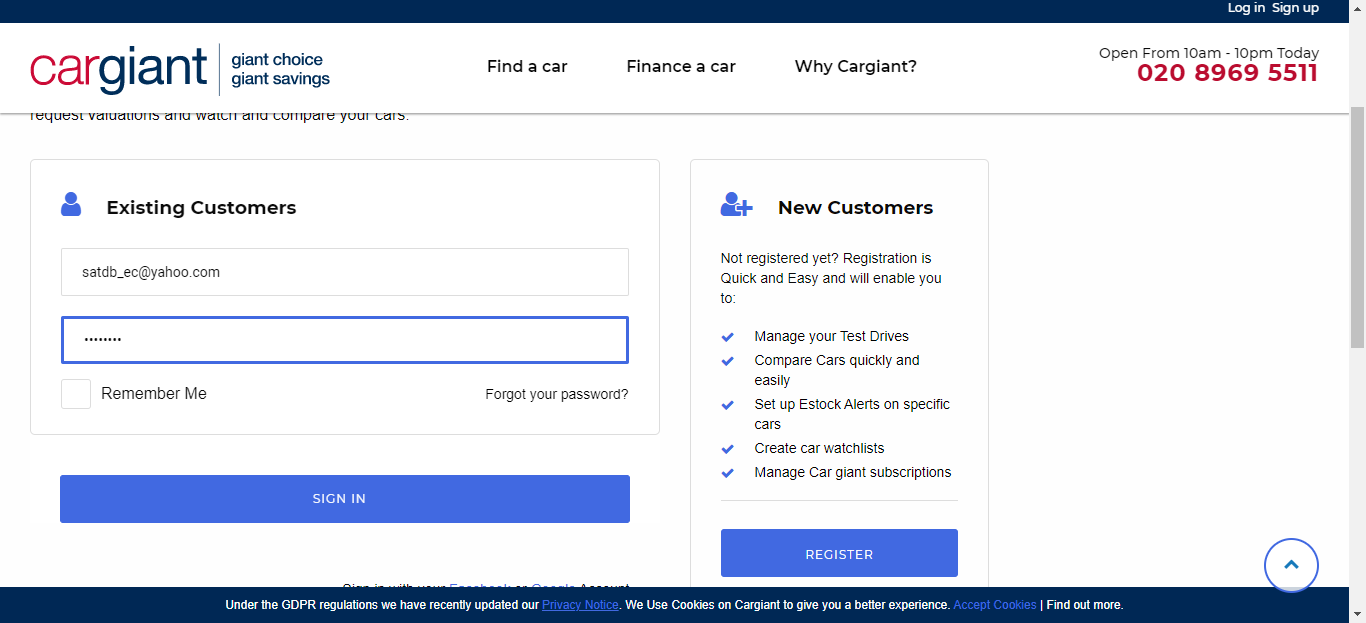 Log in Sign up
cargiant
giant choice
giant savings
Find a car
Finance a car
Why Cargiant?
Open From 10am - 10pm Today
020 8969 5511
request valuations and watch and compare your cars.
Existing Customers
satdb_ec@yahoo.com
••••••••
Remember Me
Forgot your password?
SIGN IN
Sign in with your Facebook or Google Account
New Customers
Not registered yet? Registration is
Quick and Easy and will enable you
to:
Manage your Test Drives
Compare Cars quickly and
easily
Set up Estock Alerts on specific
cars
Create car watchlists
Manage Car giant subscriptions
REGISTER
Under the GDPR regulations we have recently updated our Privacy Notice. We Use Cookies on Cargiant to give you a better experience. Accept Cookies | Find out more.